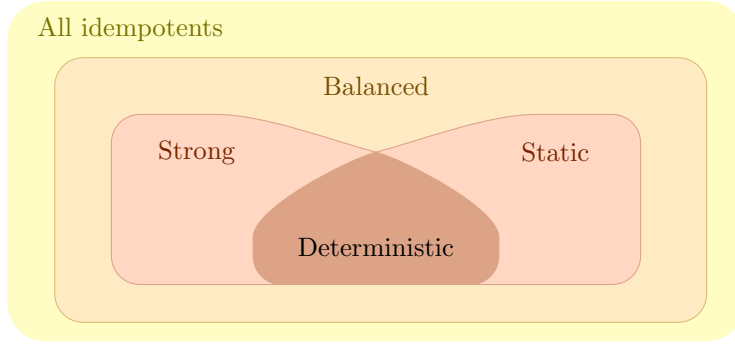 All idempotents
Balanced
Strong
Static
Deterministic